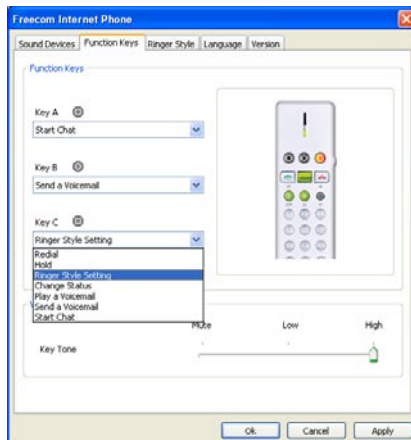 Freecom Internet Phone
Sound Devices Function Keys Ringer Style Language Version
Function Keys
Key A
Start Chat
Key B
Send a Voicemail
Key C
Ringer Style Setting
Redial
Hold
Ringer Style Setting
Change Status
Play a Voicemail
Send a Voicemail
Start Chat
Mute Low High
Key Tone
Ok Cancel Apply